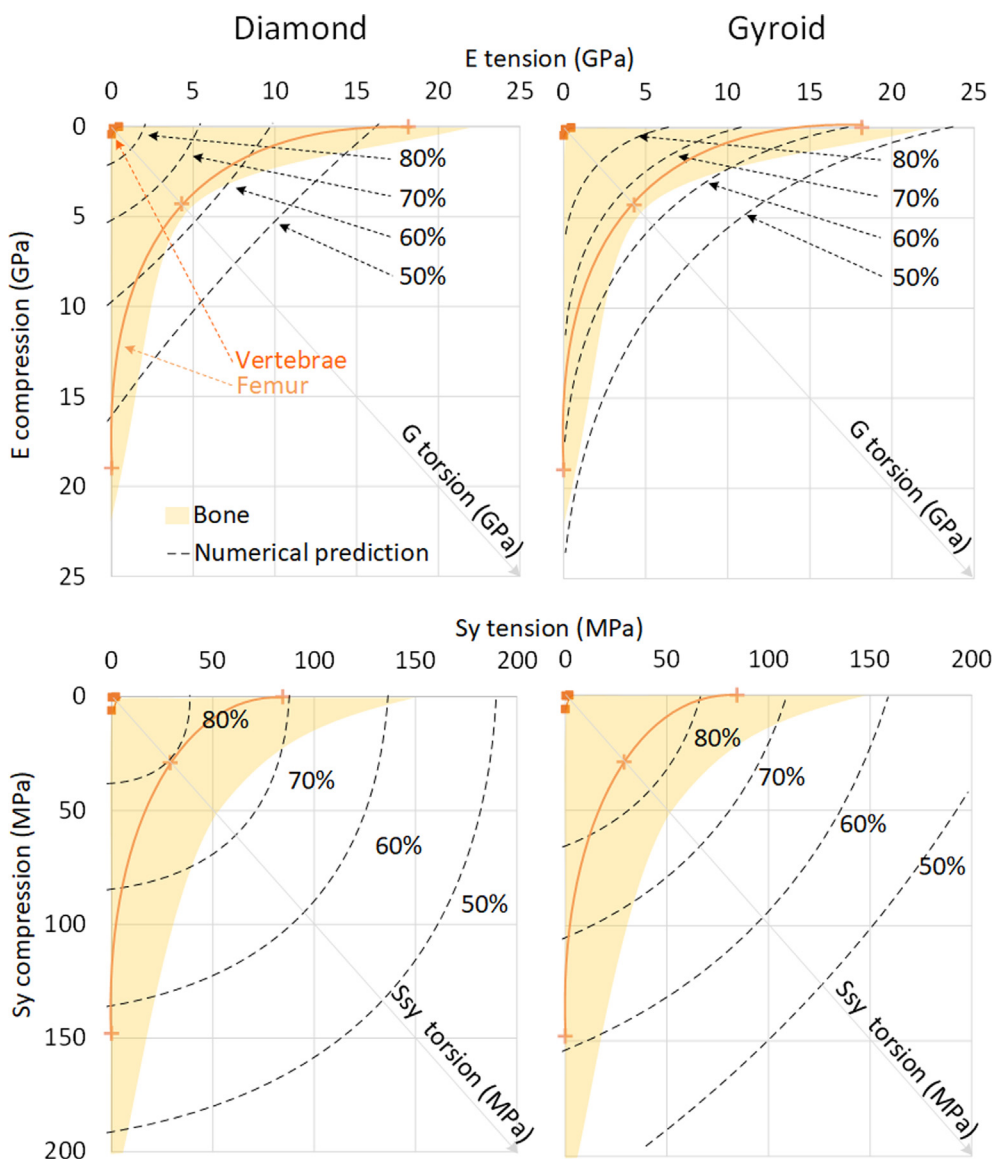 Diamond
Gyroid
E tension (GPa)
E tension (GPa)
0 5 10 15 20 25
0 5 10 15 20 25
E compression (GPa)
0
5
10
15
20
25
80%
70%
60%
50%
80%
70%
60%
50%
Vertebrae
Femur
G torsion (GPa)
G torsion (GPa)
Bone
Numerical prediction
Sy tension (MPa)
0 50 100 150 200
0 50 100 150 200
Sy compression (MPa)
0
50
100
150
200
80%
70%
60%
50%
80%
70%
60%
50%
Ssy torsion (MPa)
Ssy torsion (MPa)